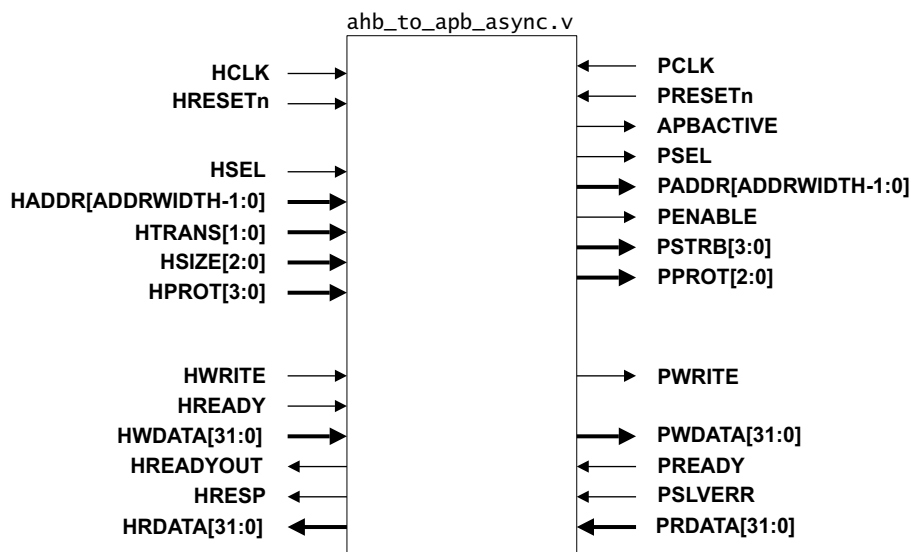 ahb_to_apb_async.v
HCLK
HRESETn
HSEL
HADDR[ADDRWIDTH-1:0]
HTRANS[1:0]
HSIZE[2:0]
HPROT[3:0]
HWRITE
HREADY
HWDATA[31:0]
HREADYOUT
HRESP
HRDATA[31:0]
PCLK
PRESETn
APBACTIVE
PSEL
PADDR[ADDRWIDTH-1:0]
PENABLE
PSTRB[3:0]
PPROT[2:0]
PWRITE
PWDATA[31:0]
PREADY
PSLVERR
PRDATA[31:0]